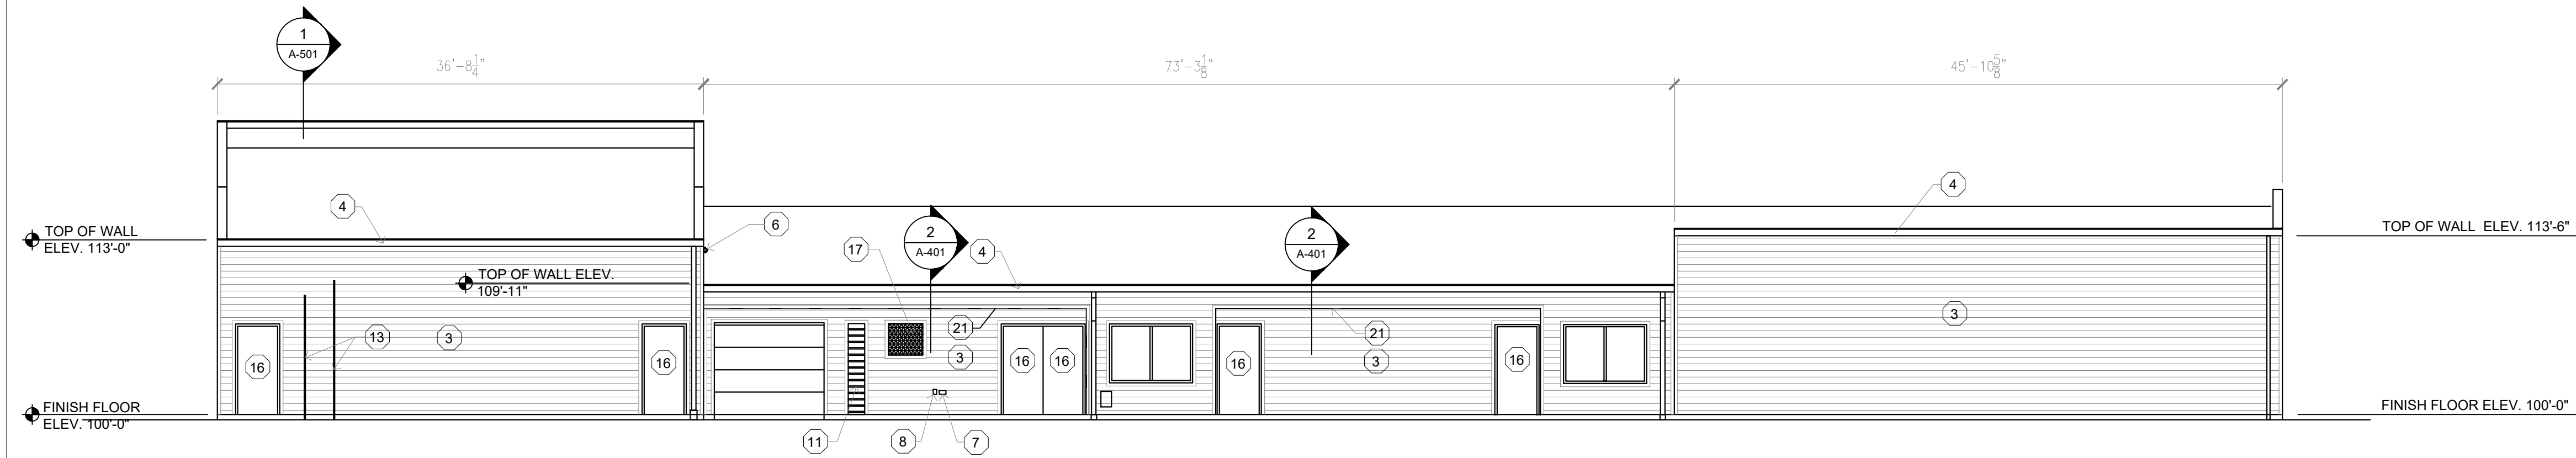 1
A-501
36'-8 1/4"
73'-3 1/8"
45'-10 5/8"
4
4
6
2
A-401
2
A-401
17
4
TOP OF WALL
ELEV. 113'-0"
TOP OF WALL ELEV. 113'-6"
TOP OF WALL ELEV.
109'-11"
21
21
3
13
3
3
3
16
16
16
16
16
16
FINISH FLOOR
ELEV. 100'-0"
FINISH FLOOR ELEV. 100'-0"
11
8
7